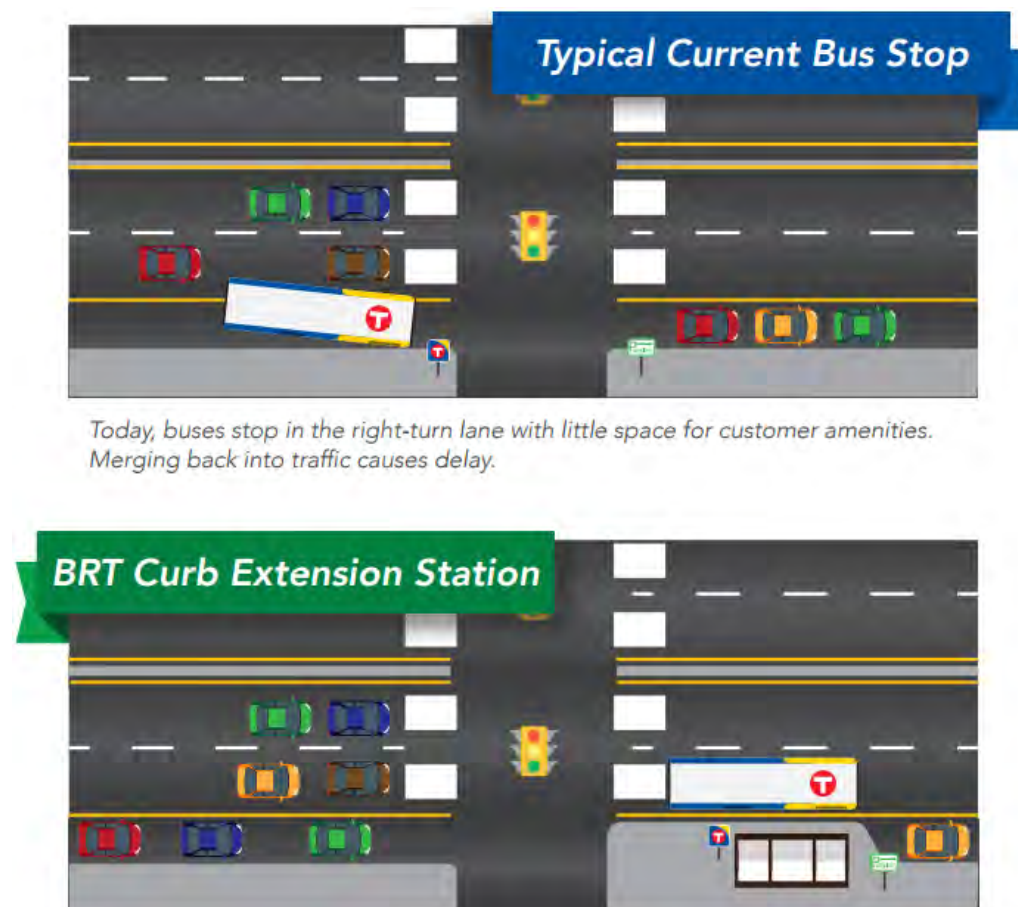 Typical Current Bus Stop
T
T
Today, buses stop in the right-turn lane with little space for customer amenities.
Merging back into traffic causes delay.
BRT Curb Extension Station
T
T